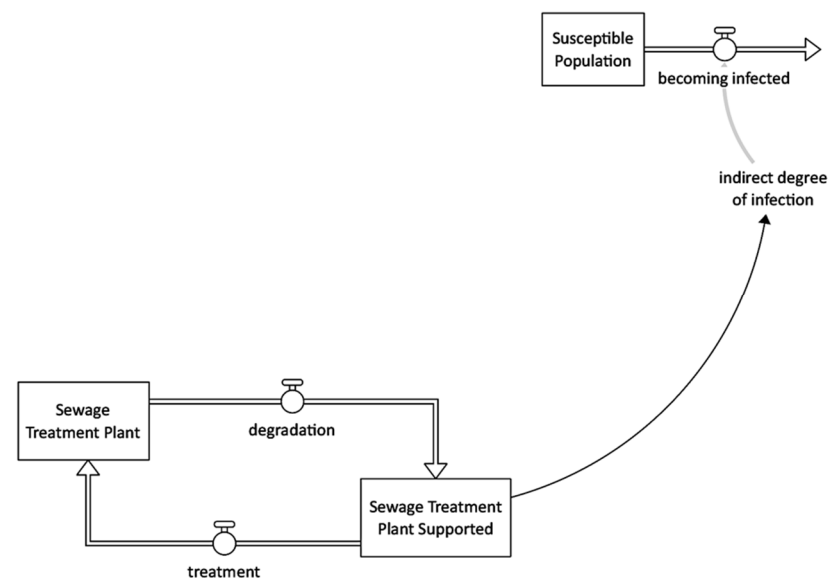 Susceptible
Population
becoming infected
indirect degree
of infection
Sewage
Treatment Plant
degradation
Sewage Treatment
Plant Supported
treatment